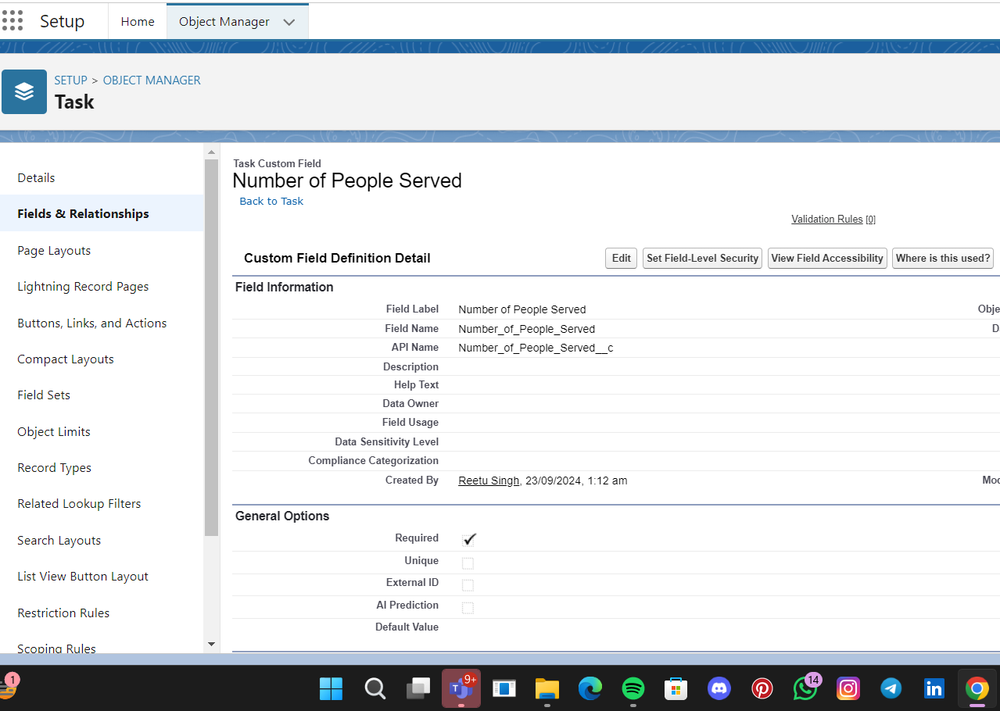 Setup
Home
Object Manager
SETUP > OBJECT MANAGER
Task
Details
Fields & Relationships
Page Layouts
Lightning Record Pages
Buttons, Links, and Actions
Compact Layouts
Field Sets
Object Limits
Record Types
Related Lookup Filters
Search Layouts
List View Button Layout
Restriction Rules
Scoping Rules
Task Custom Field
Number of People Served
Back to Task
Validation Rules [0]
Custom Field Definition Detail
Edit
Set Field-Level Security
View Field Accessibility
Where is this used?
Field Information
Field Label Number of People Served Obje
Field Name Number_of_People_Served D
API Name Number_of_People_Served__c
Description
Help Text
Data Owner
Field Usage
Data Sensitivity Level
Compliance Categorization
Created By Reetu Singh, 23/09/2024, 1:12 am Mod
General Options
Required
Unique
External ID
AI Prediction
Default Value
1
9+
T
14
in